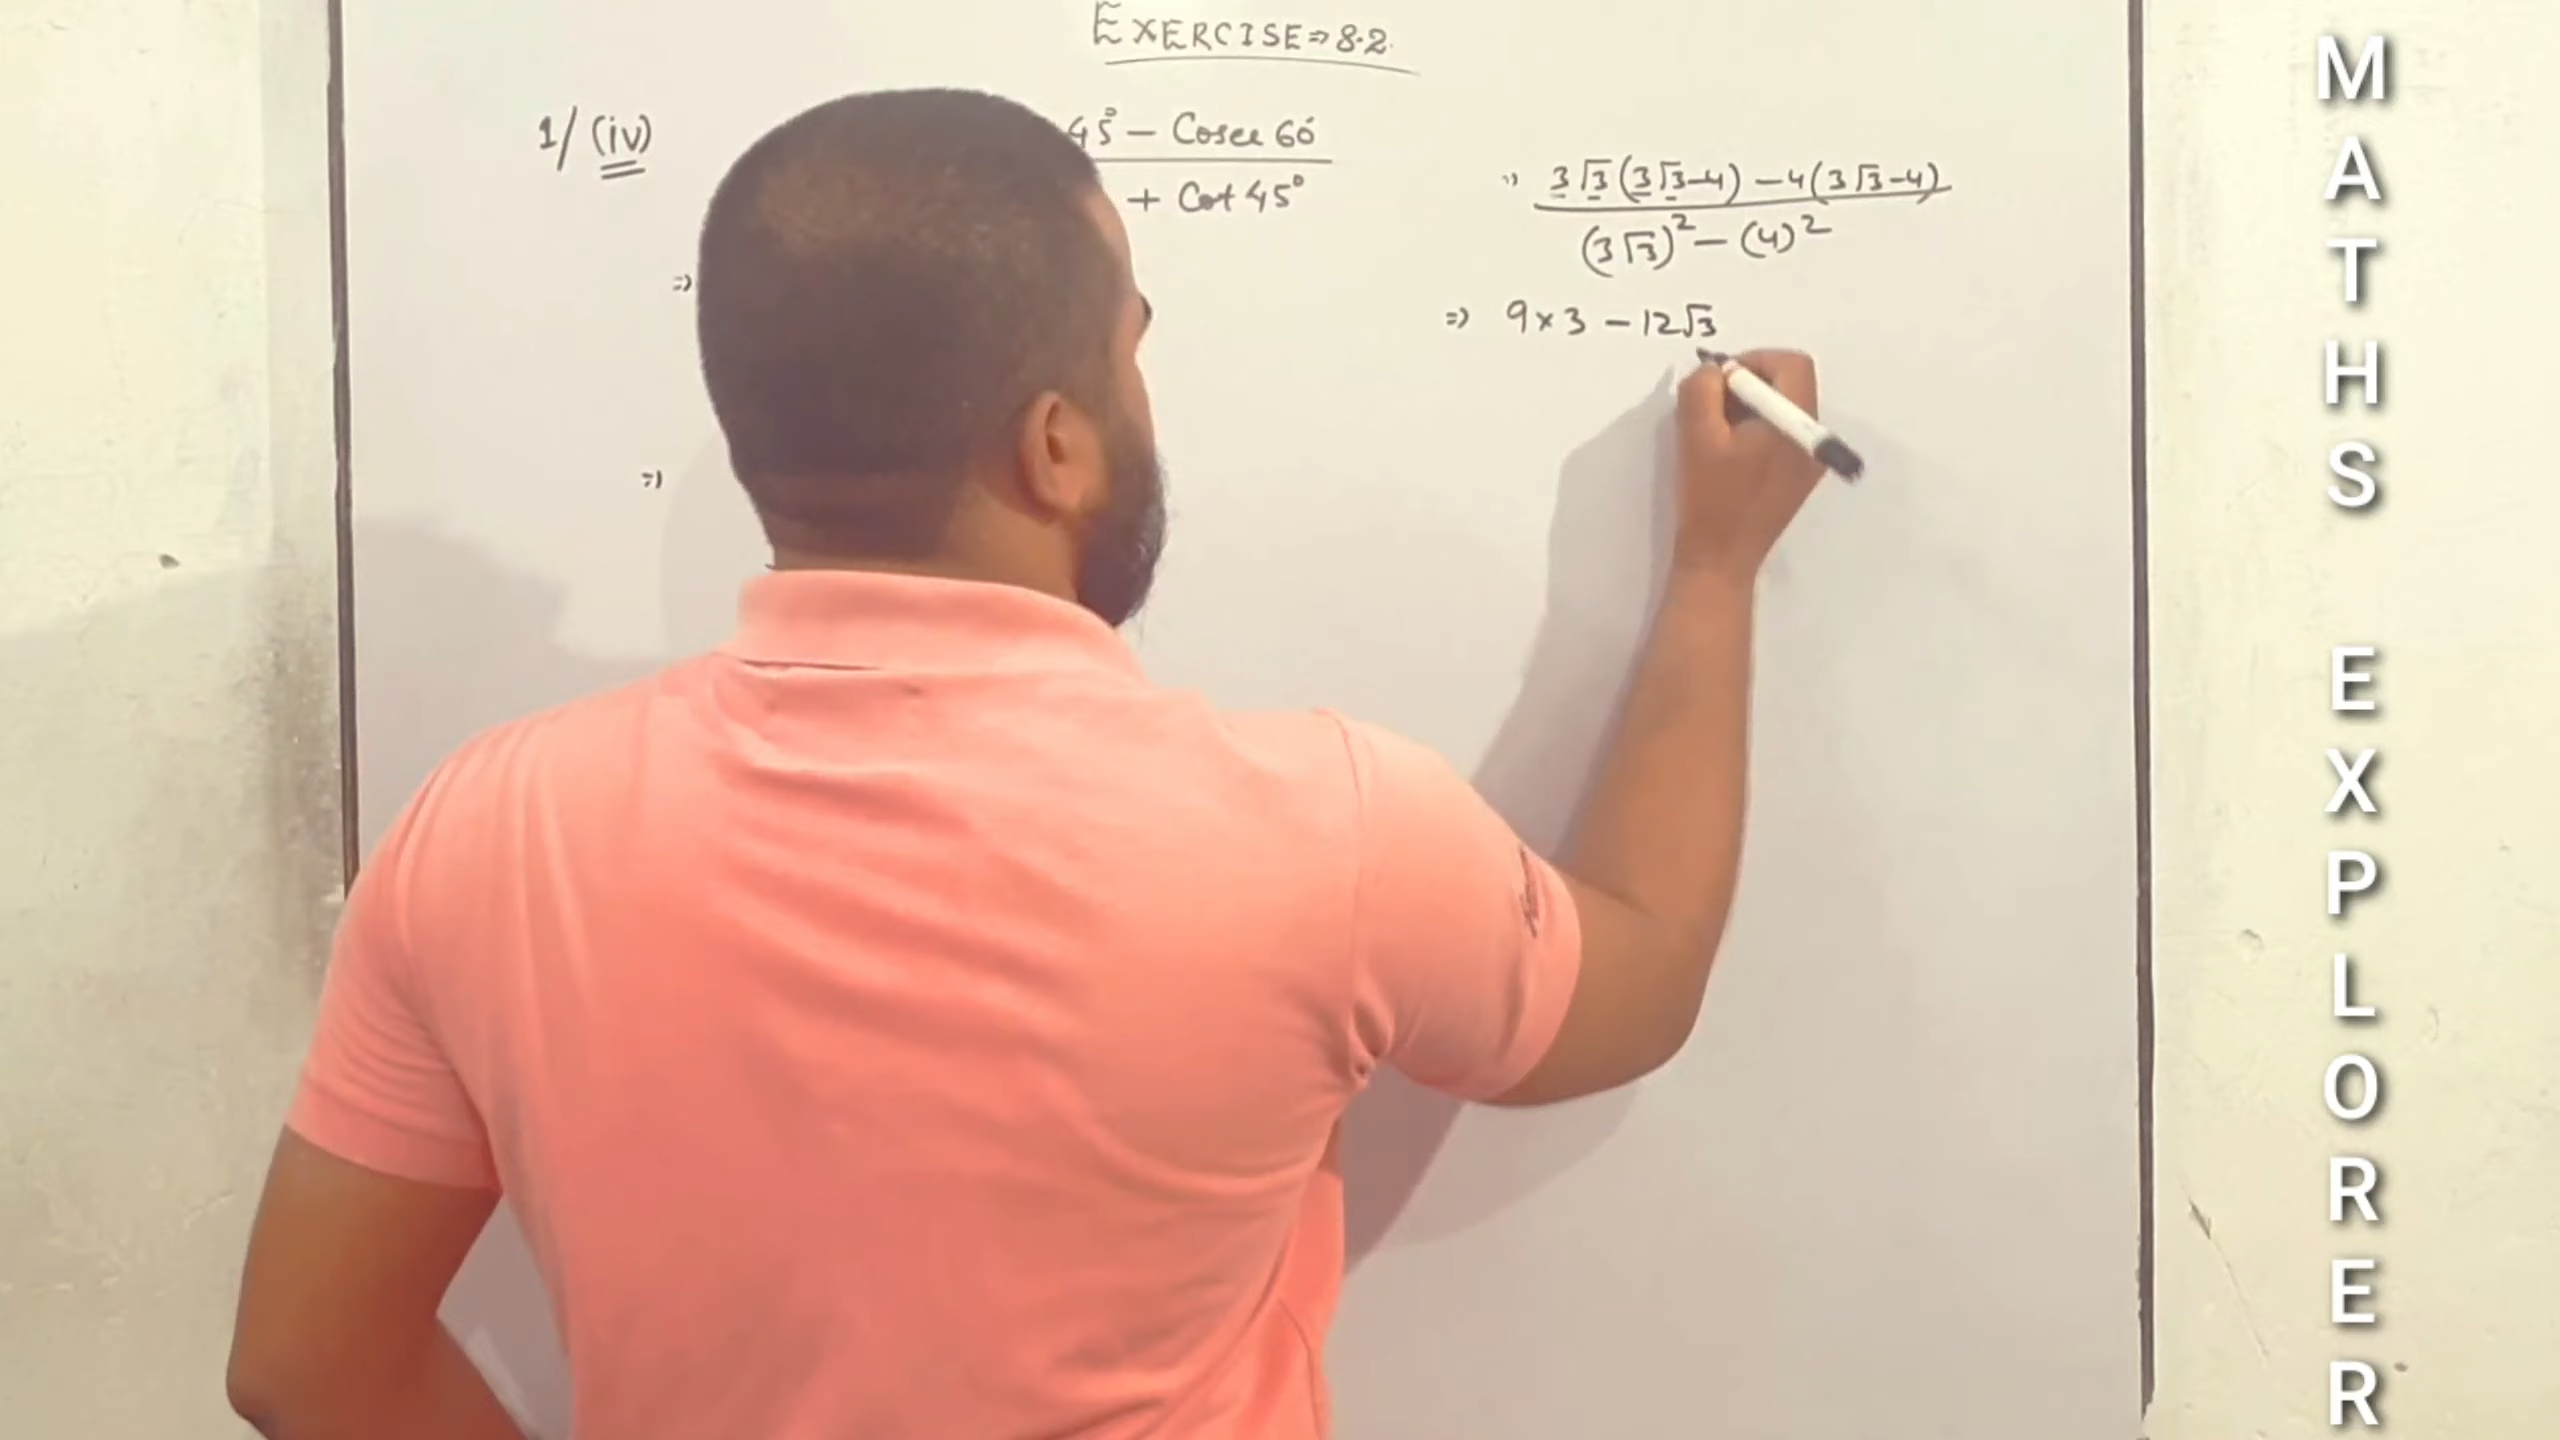 EXERCISE⇒8.2
1/ (iv)
45° − Cosec 60°
+ Cot 45°
⇒
⇒
⇒ 3√3(3√3−4) −4(3√3−4)
(3√3)² − (4)²
⇒ 9×3 − 12√3
MATHS EXPLORER